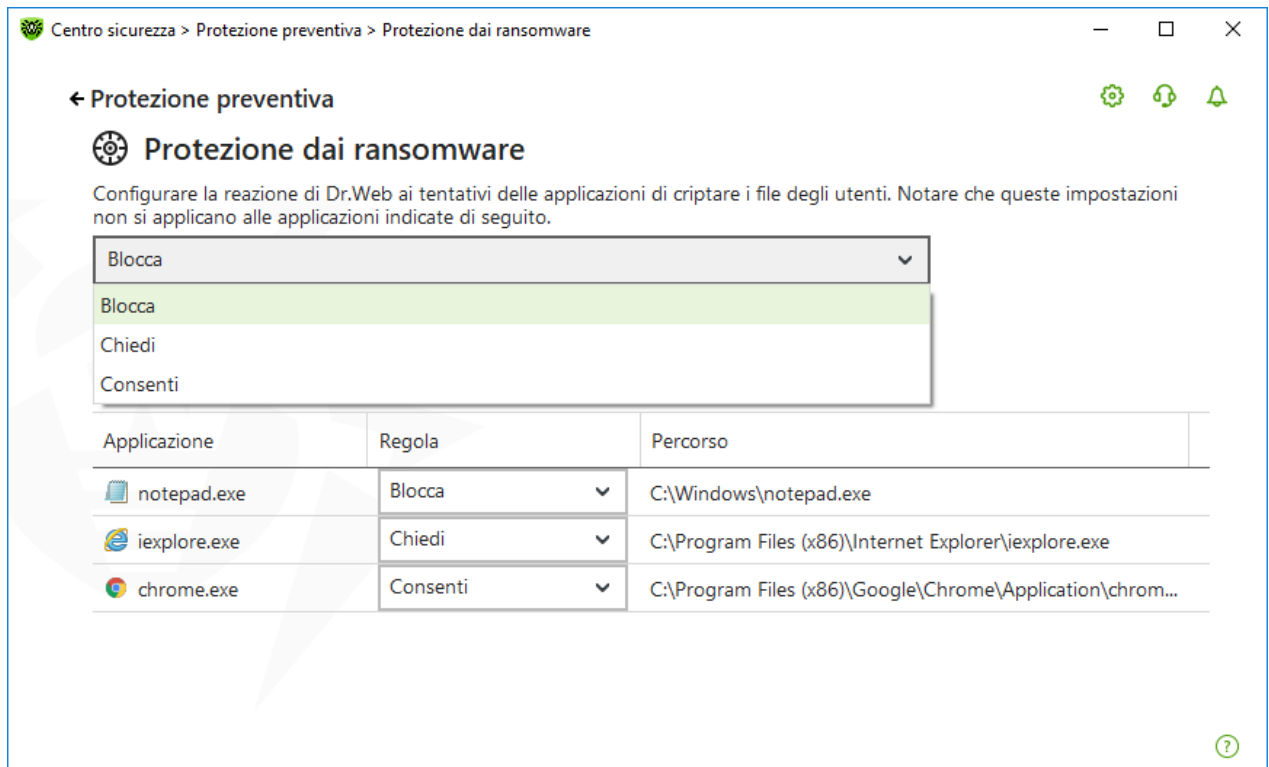 Centro sicurezza > Protezione preventiva > Protezione dai ransomware
Protezione preventiva
Protezione dai ransomware
Configurare la reazione di Dr.Web ai tentativi delle applicazioni di criptare i file degli utenti. Notare che queste impostazioni
non si applicano alle applicazioni indicate di seguito.
Blocca
Blocca
Chiedi
Consenti
Applicazione Regola Percorso
notepad.exe Blocca C:\Windows\notepad.exe
iexplore.exe Chiedi C:\Program Files (x86)\Internet Explorer\iexplore.exe
chrome.exe Consenti C:\Program Files (x86)\Google\Chrome\Application\chrom...